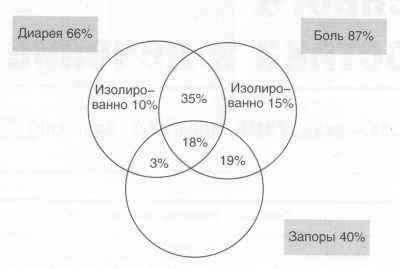 Диарея 66%
Боль 87%
Изолиро-
ванно 10%
35%
Изолиро-
ванно 15%
18%
3%
19%
Запоры 40%